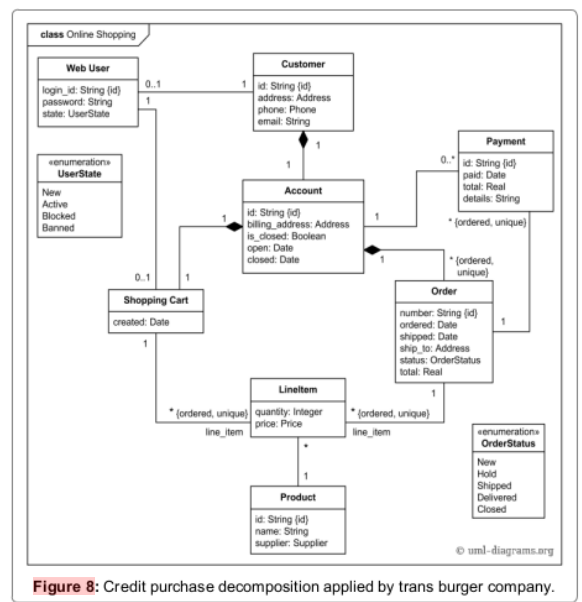 class Online Shopping
Web User
login_id: String {id}
password: String
state: UserState
0..1
1
1
Customer
id: String {id}
address: Address
phone: Phone
email: String
1
1
«enumeration»
UserState
New
Active
Blocked
Banned
Account
id: String {id}
billing_address: Address
is_closed: Boolean
open: Date
closed: Date
1
1
1
0..*
Payment
id: String {id}
paid: Date
total: Real
details: String
* {ordered,
unique}
* {ordered,
unique}
0..1
1
Shopping Cart
created: Date
1
Order
number: String {id}
ordered: Date
shipped: Date
ship_to: Address
status: OrderStatus
total: Real
1
1
LineItem
quantity: Integer
price: Price
* {ordered, unique}
line_item
* {ordered, unique}
line_item
*
1
Product
id: String {id}
name: String
supplier: Supplier
«enumeration»
OrderStatus
New
Hold
Shipped
Delivered
Closed
© uml-diagrams.org
Figure 8: Credit purchase decomposition applied by trans burger company.